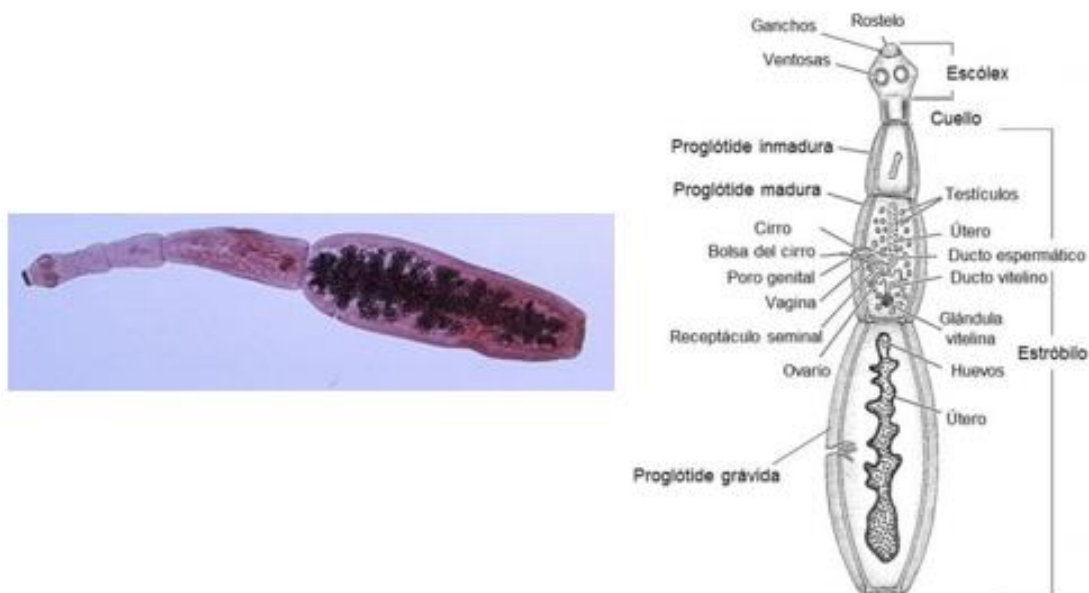 Rostelo
Ganchos
Ventosas
Escólex
Cuello
Proglótide inmadura
Proglótide madura
Testículos
Cirro
Útero
Bolsa del cirro
Ducto espermático
Poro genital
Ducto vitelino
Vagina
Glándula
vitelina
Receptáculo seminal
Estróbilo
Ovario
Huevos
Útero
Proglótide grávida